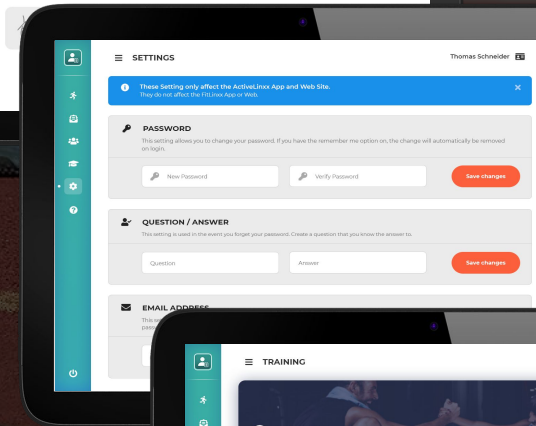 SETTINGS
Thomas Schneider
These Setting only affect the ActiveLinxx App and Web Site.
They do not affect the FitLinxx App or Web.
PASSWORD
This setting allows you to change your password. If you have the remember me option on, the change will automatically be removed
on login.
New Password
Verify Password
Save changes
QUESTION / ANSWER
This setting is used in the event you forget your password. Create a question that you know the answer to.
Question
Answer
Save changes
EMAIL ADDRESS
This
TRAINING